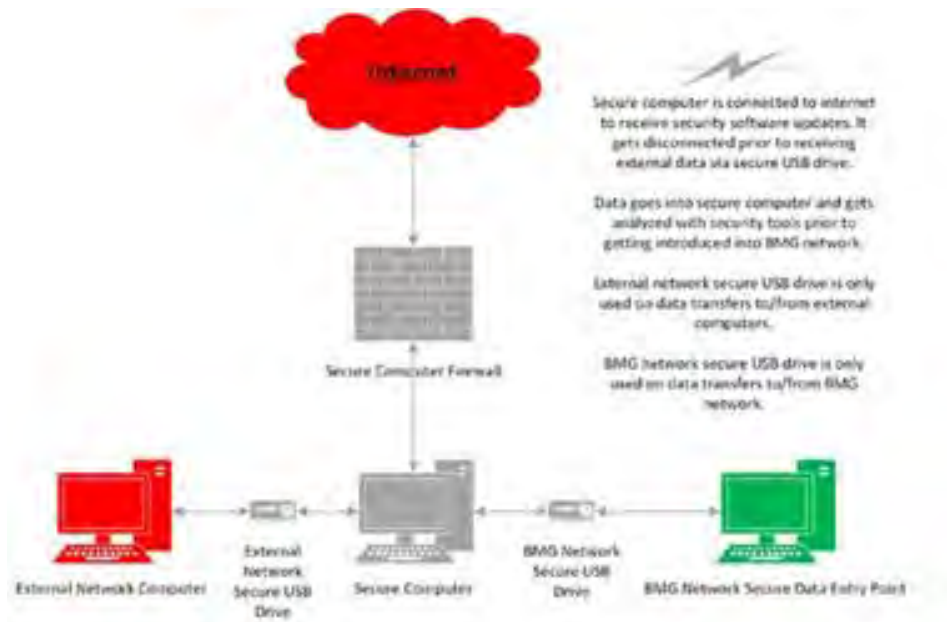 Internet
Secure computer is connected to internet
to receive security software updates. It
gets disconnected prior to receiving
external data via secure USB drive.
Data goes into secure computer and gets
analyzed with security tools prior to
getting introduced into BMG network.
External network secure USB drive is only
used on data transfers to/from external
computers.
BMG network secure USB drive is only
used on data transfers to/from BMG
network.
Secure Computer Firewall
External Network Computer
External
Network
Secure USB
Drive
Secure Computer
BMG Network
Secure USB
Drive
BMG Network Secure Data Entry Point